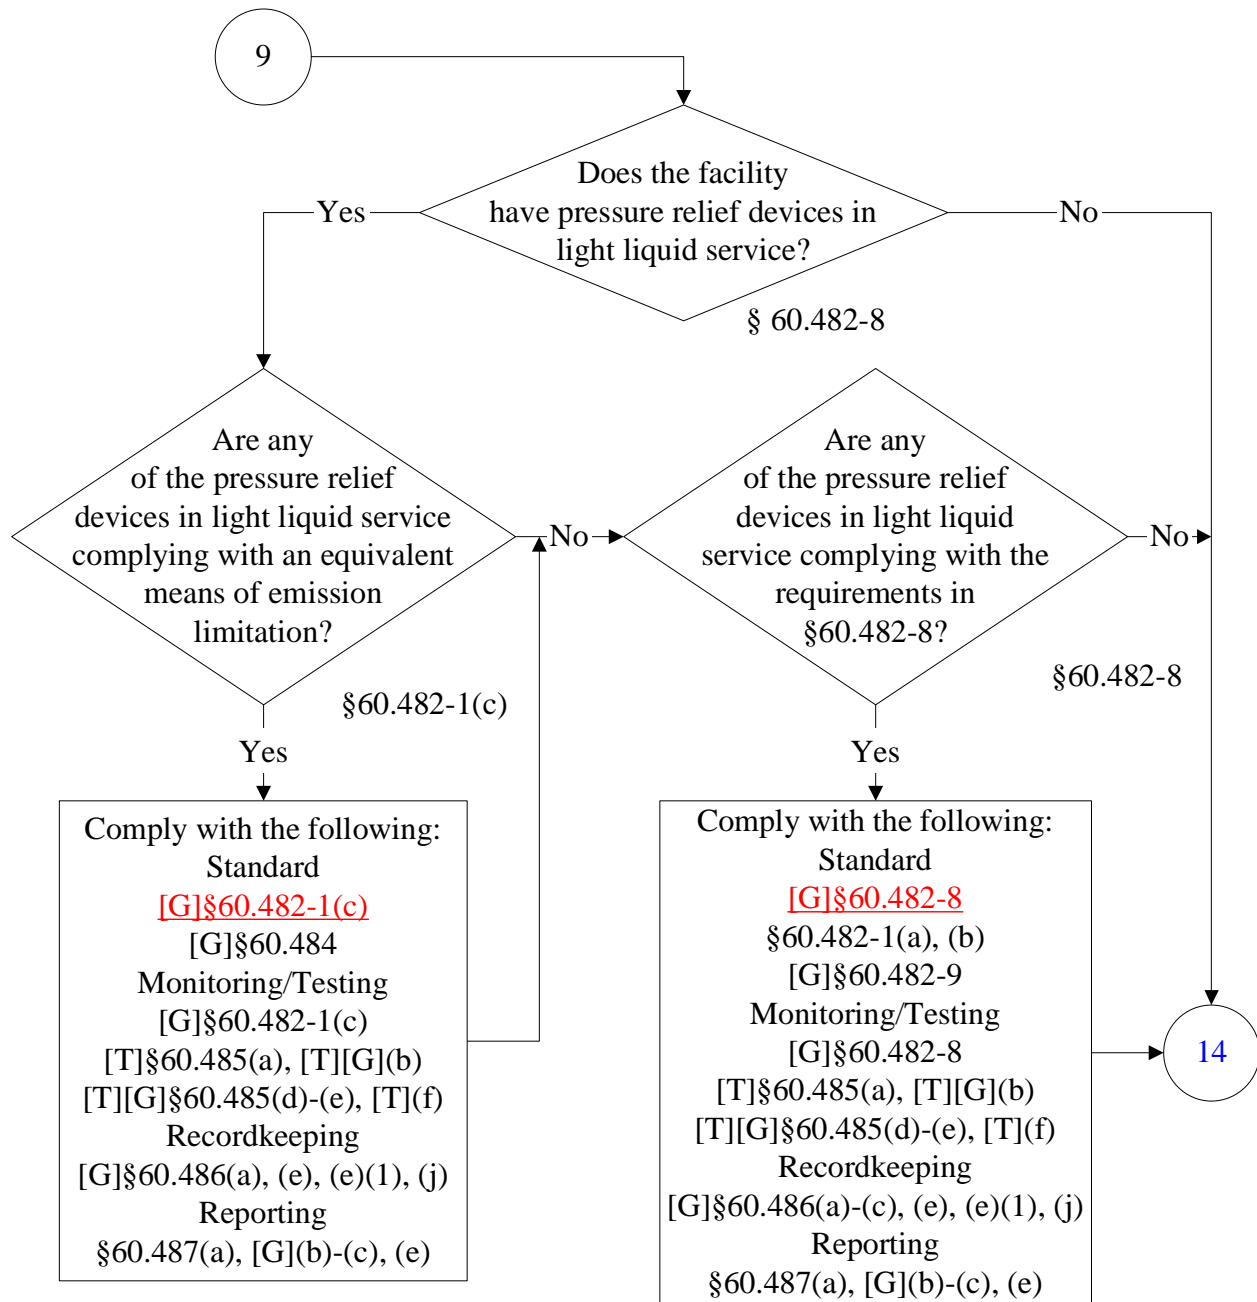 9
Does the facility
have pressure relief devices in
light liquid service?
Yes
No
§ 60.482-8
Are any
of the pressure relief
devices in light liquid service
complying with an equivalent
means of emission
limitation?
No
§60.482-1(c)
Yes
Are any
of the pressure relief
devices in light liquid
service complying with the
requirements in
§60.482-8?
No
§60.482-8
Yes
Comply with the following:
Standard
[G]§60.482-1(c)
[G]§60.484
Monitoring/Testing
[G]§60.482-1(c)
[T]§60.485(a), [T][G](b)
[T][G]§60.485(d)-(e), [T](f)
Recordkeeping
[G]§60.486(a), (e), (e)(1), (j)
Reporting
§60.487(a), [G](b)-(c), (e)
Comply with the following:
Standard
[G]§60.482-8
§60.482-1(a), (b)
[G]§60.482-9
Monitoring/Testing
[G]§60.482-8
[T]§60.485(a), [T][G](b)
[T][G]§60.485(d)-(e), [T](f)
Recordkeeping
[G]§60.486(a)-(c), (e), (e)(1), (j)
Reporting
§60.487(a), [G](b)-(c), (e)
14